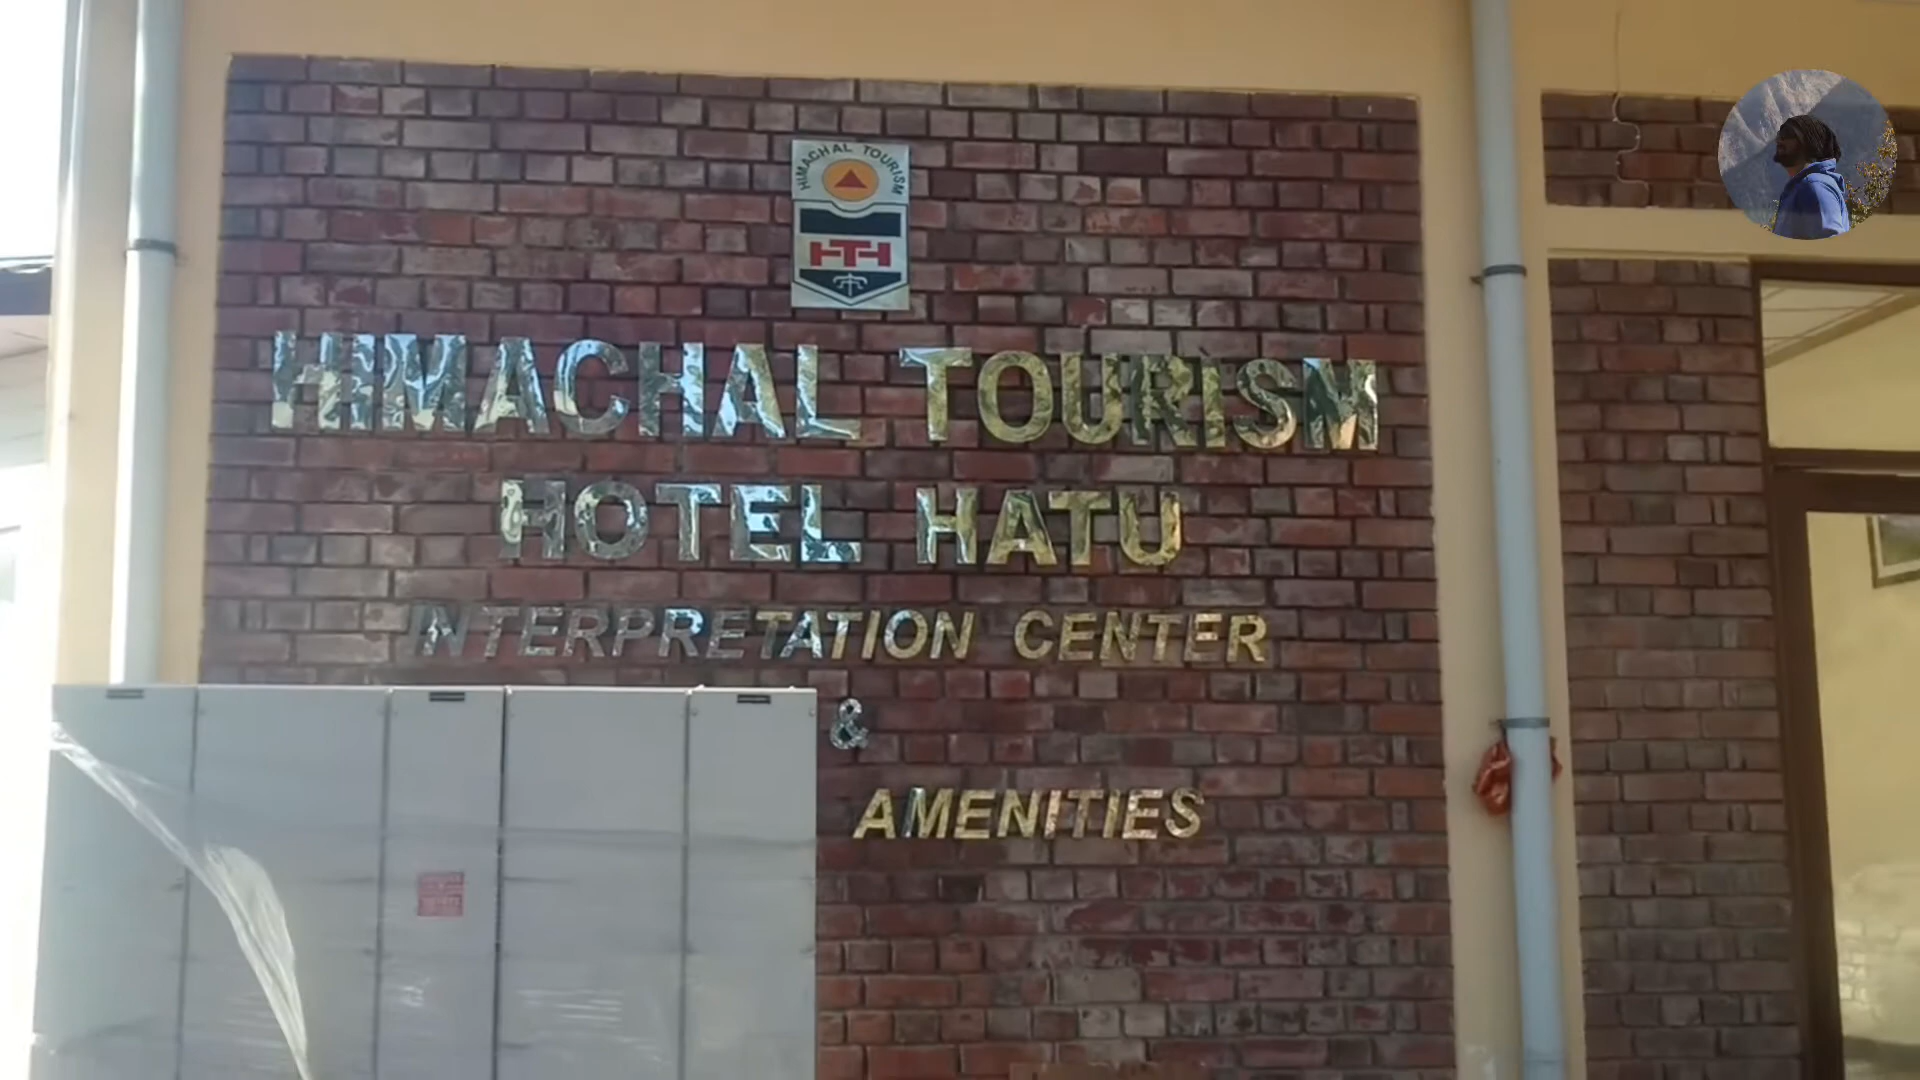 HIMACHAL TOURISM
HTH
HIMACHAL TOURISM
HOTEL HATU
INTERPRETATION CENTER
&
AMENITIES